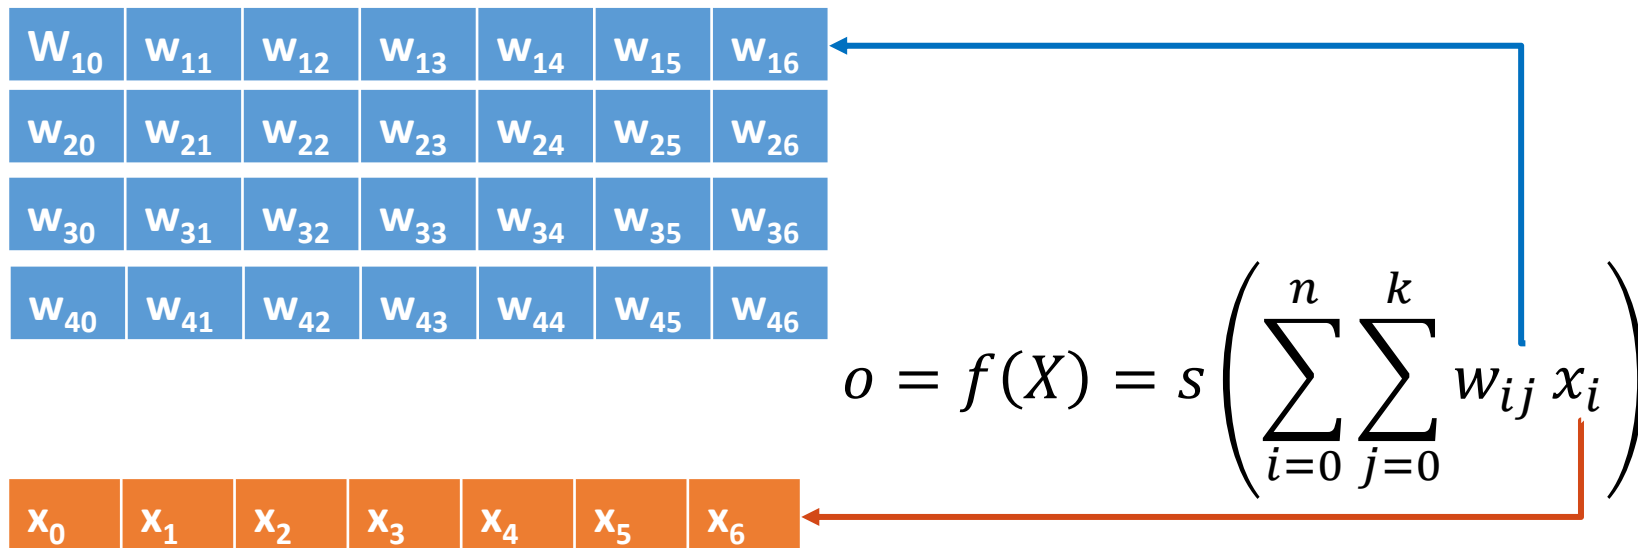 W₁₀ w₁₁ w₁₂ w₁₃ w₁₄ w₁₅ w₁₆
w₂₀ w₂₁ w₂₂ w₂₃ w₂₄ w₂₅ w₂₆
w₃₀ w₃₁ w₃₂ w₃₃ w₃₄ w₃₅ w₃₆
w₄₀ w₄₁ w₄₂ w₄₃ w₄₄ w₄₅ w₄₆
o = f(X) = s(∑_{i=0}^{n} ∑_{j=0}^{k} w_{ij} x_i)
x₀ x₁ x₂ x₃ x₄ x₅ x₆